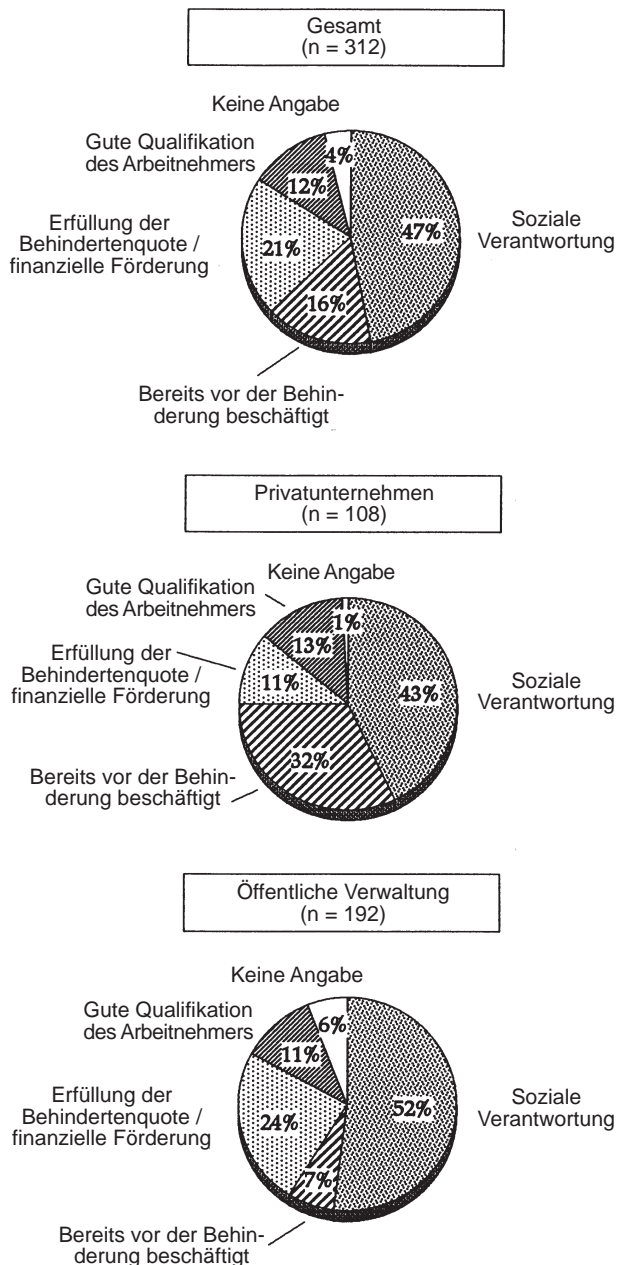 Gesamt
(n = 312)
Keine Angabe
Gute Qualifikation
des Arbeitnehmers
4%
12%
Erfüllung der
Behindertenquote /
finanzielle Förderung
21%
47%
Soziale
Verantwortung
16%
Bereits vor der Behin-
derung beschäftigt
Privatunternehmen
(n = 108)
Keine Angabe
Gute Qualifikation
des Arbeitnehmers
1%
13%
Erfüllung der
Behindertenquote /
finanzielle Förderung
11%
43%
Soziale
Verantwortung
32%
Bereits vor der Behin-
derung beschäftigt
Öffentliche Verwaltung
(n = 192)
Keine Angabe
Gute Qualifikation
des Arbeitnehmers
6%
11%
Erfüllung der
Behindertenquote /
finanzielle Förderung
24%
52%
Soziale
Verantwortung
7%
Bereits vor der Behin-
derung beschäftigt